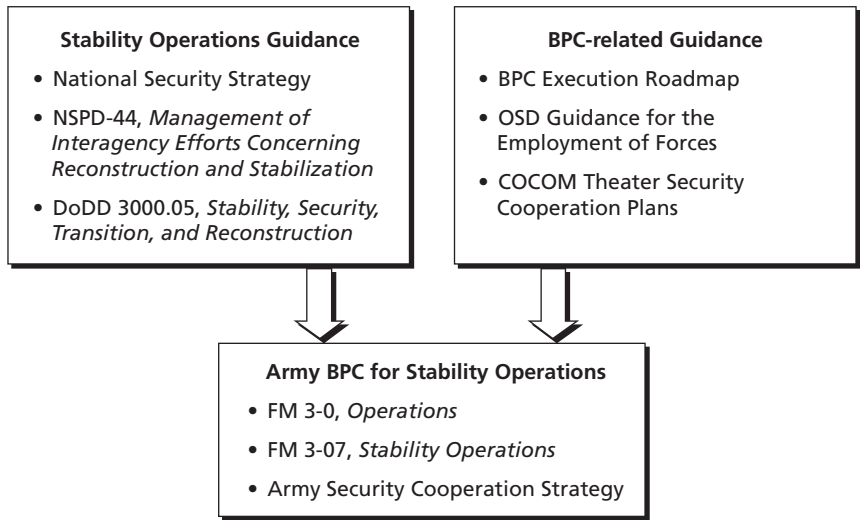 Stability Operations Guidance
• National Security Strategy
• NSPD-44, Management of
Interagency Efforts Concerning
Reconstruction and Stabilization
• DoDD 3000.05, Stability, Security,
Transition, and Reconstruction
BPC-related Guidance
• BPC Execution Roadmap
• OSD Guidance for the
Employment of Forces
• COCOM Theater Security
Cooperation Plans
Army BPC for Stability Operations
• FM 3-0, Operations
• FM 3-07, Stability Operations
• Army Security Cooperation Strategy